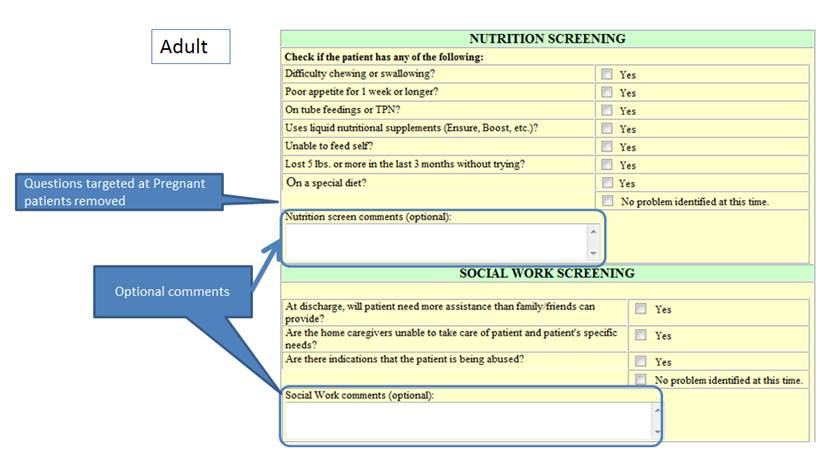 Adult
NUTRITION SCREENING
Check if the patient has any of the following:
Difficulty chewing or swallowing? Yes
Poor appetite for 1 week or longer? Yes
On tube feedings or TPN? Yes
Uses liquid nutritional supplements (Ensure, Boost, etc.)? Yes
Unable to feed self? Yes
Lost 5 lbs. or more in the last 3 months without trying? Yes
On a special diet? Yes
No problem identified at this time.
Questions targeted at Pregnant
patients removed
Nutrition screen comments (optional):
Optional comments
SOCIAL WORK SCREENING
At discharge, will patient need more assistance than family/friends can
provide? Yes
Are the home caregivers unable to take care of patient and patient's specific
needs? Yes
Are there indications that the patient is being abused? Yes
No problem identified at this time.
Social Work comments (optional):